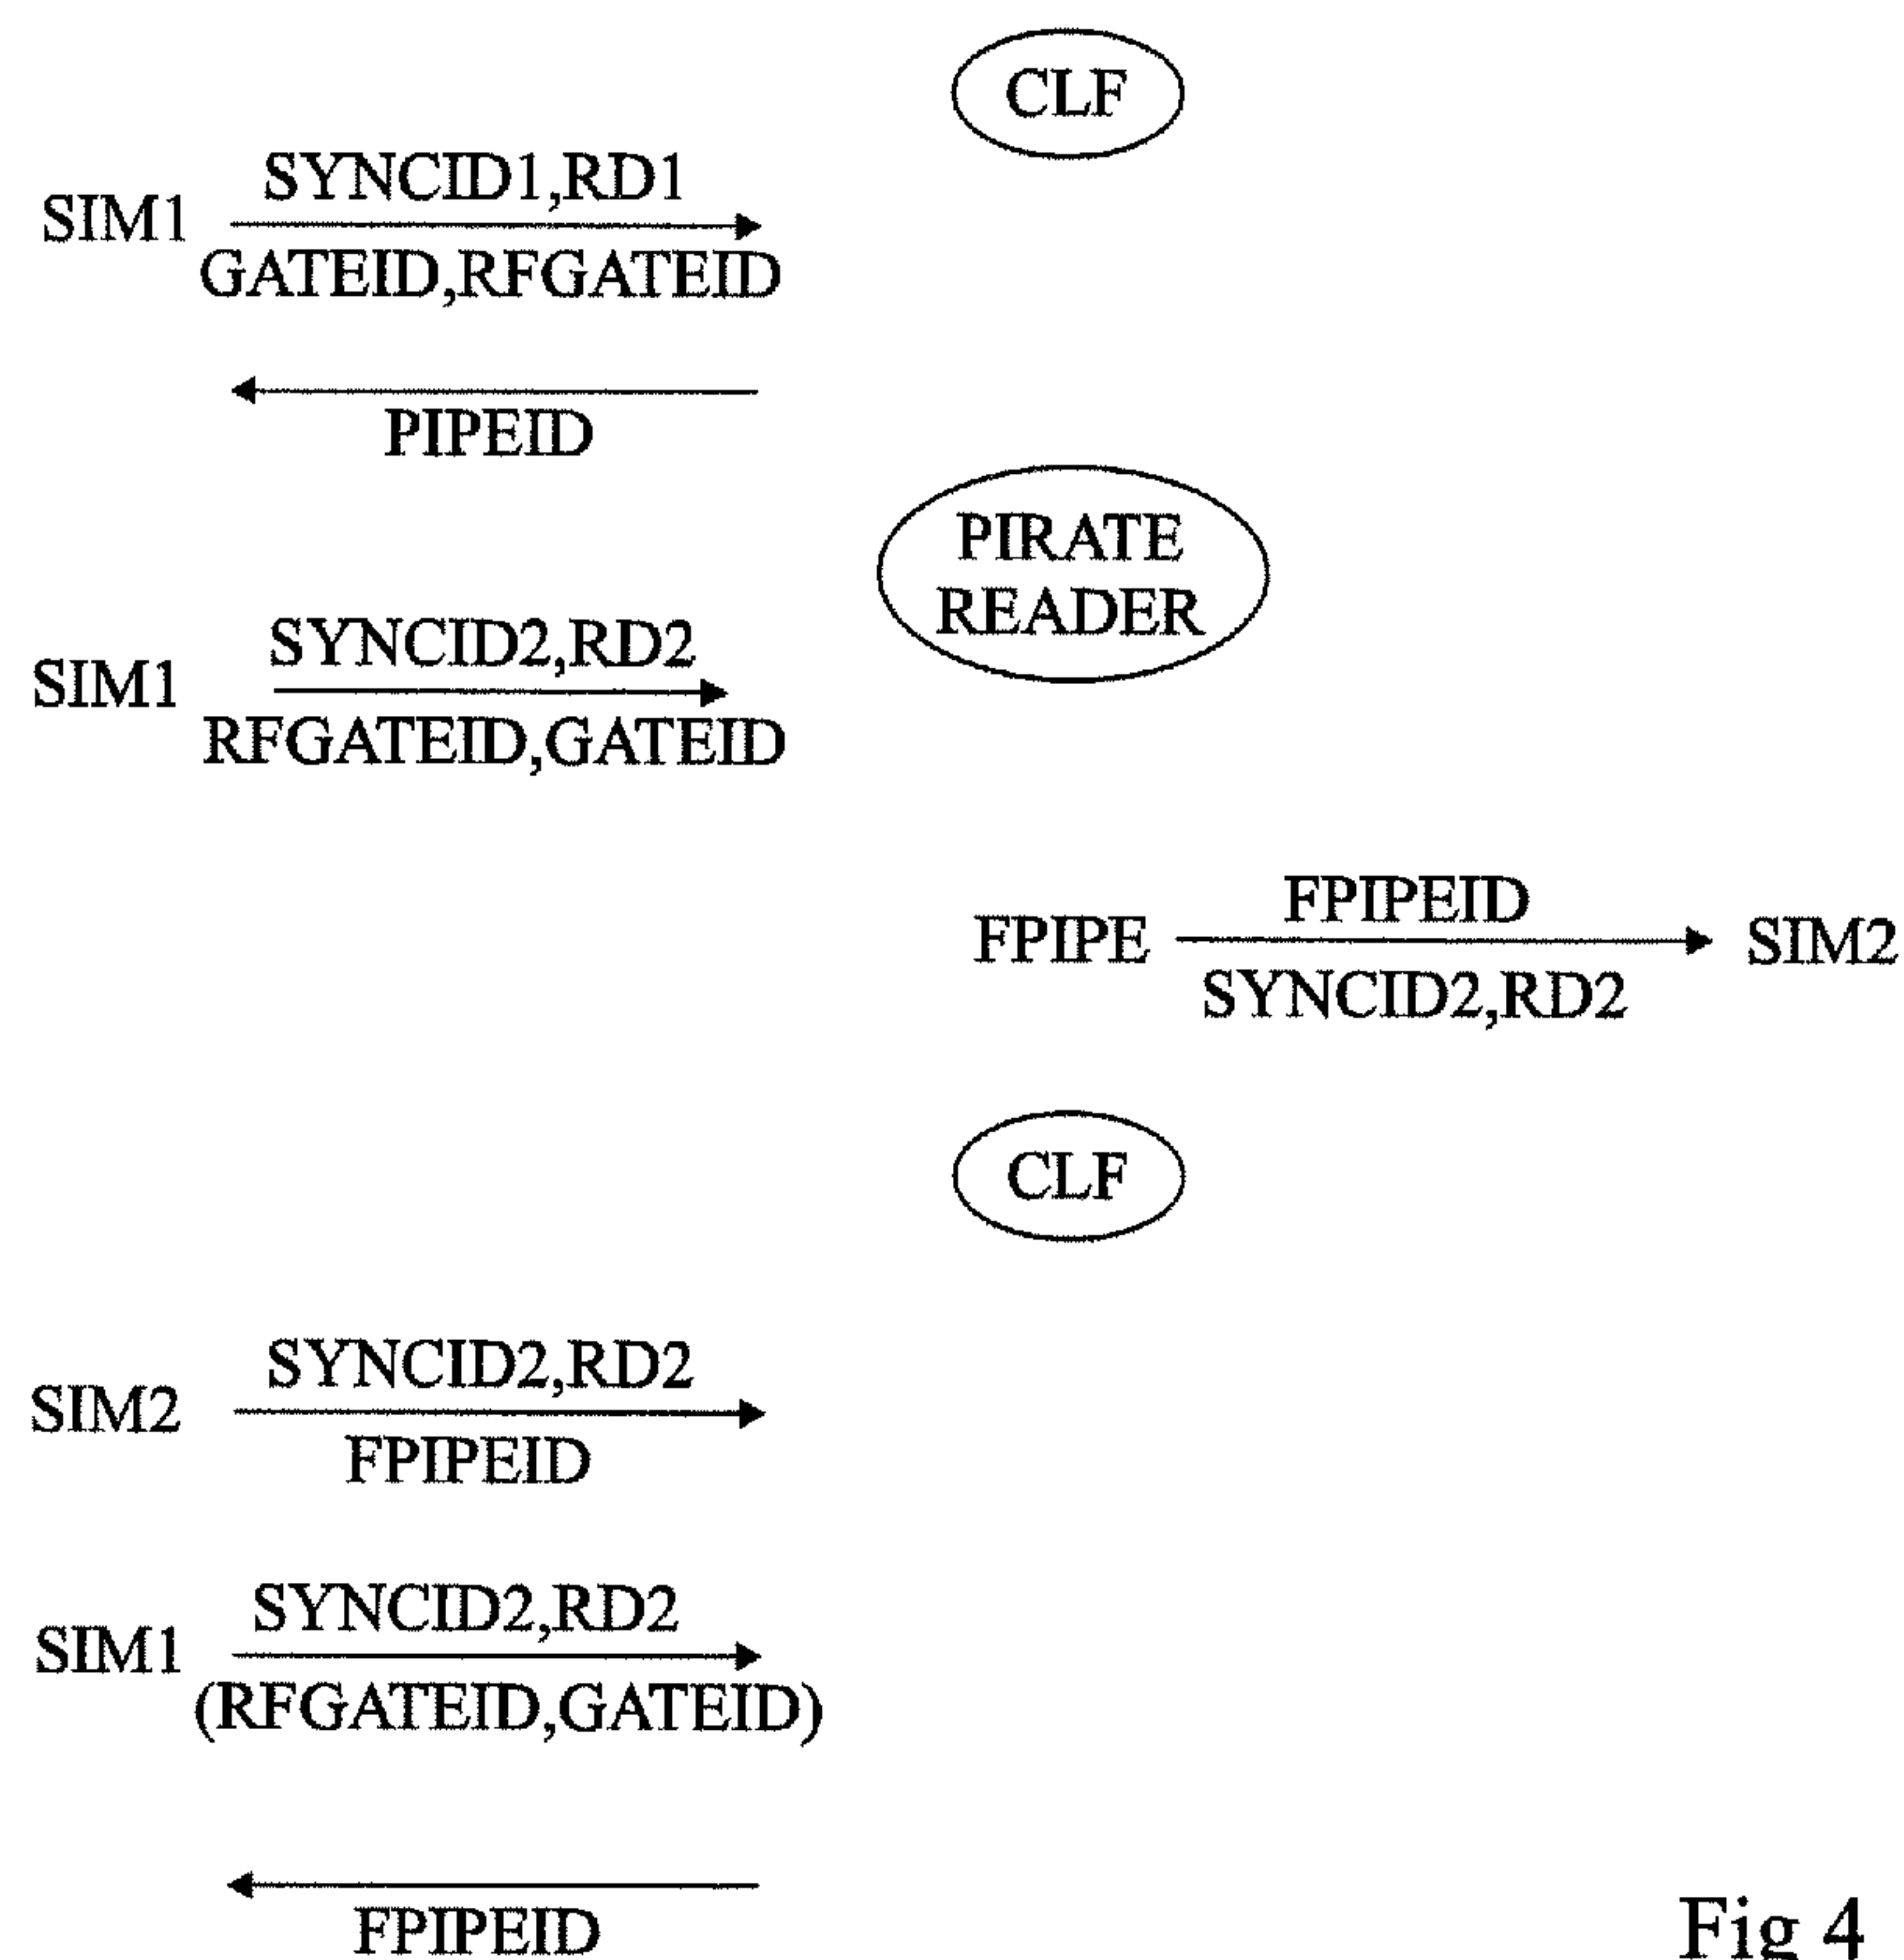 CLF
SYNCID1,RD1
SIM1
GATEID,RFGATEID
PIPEID
PIRATE
READER
SYNCID2,RD2
SIM1
RFGATEID,GATEID
FPIPEID
FPIPE
SIM2
SYNCID2,RD2
CLF
SYNCID2,RD2
SIM2
FPIPEID
SYNCID2,RD2
SIM1
(RFGATEID,GATEID)
FPIPEID
Fig 4